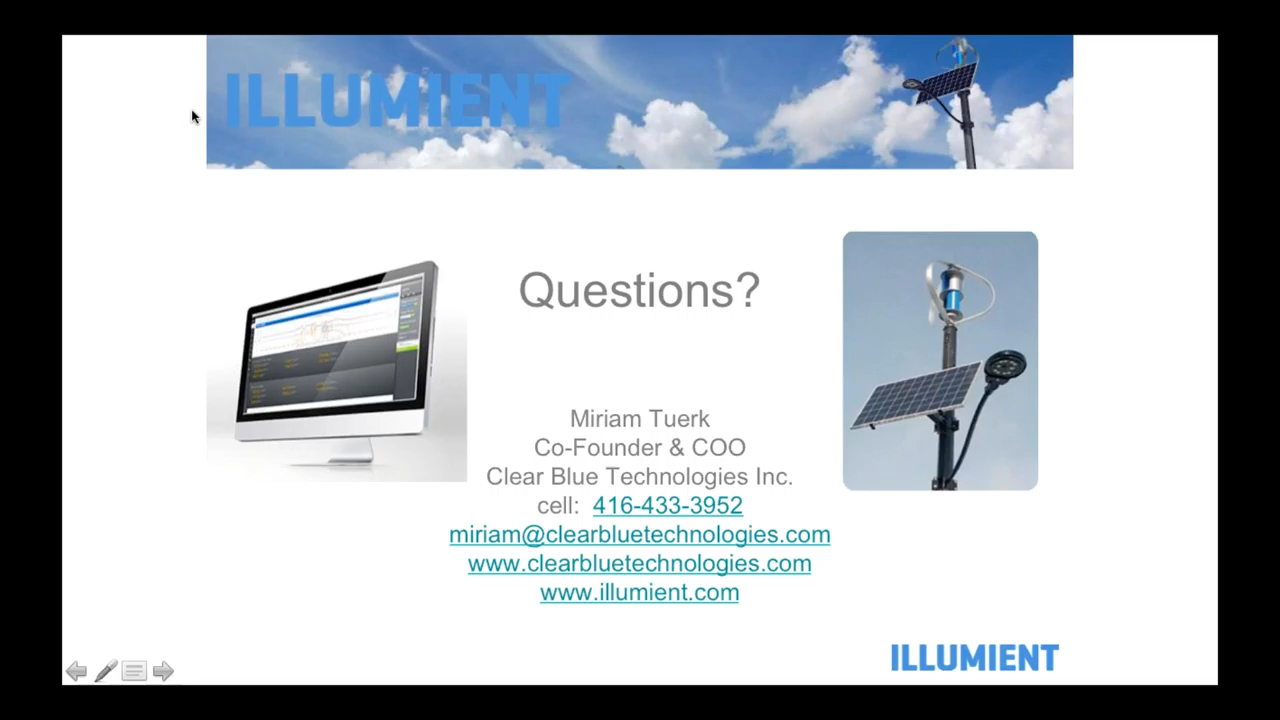 ILLUMIENT
Questions?
Miriam Tuerk
Co-Founder & COO
Clear Blue Technologies Inc.
cell: 416-433-3952
miriam@clearbluetechnologies.com
www.clearbluetechnologies.com
www.illumient.com
ILLUMIENT